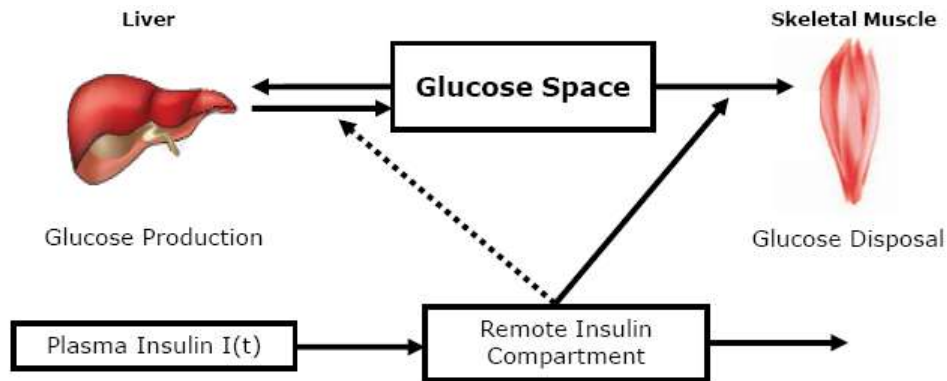 Liver
Skeletal Muscle
Glucose Space
Glucose Production
Glucose Disposal
Plasma Insulin I(t)
Remote Insulin
Compartment